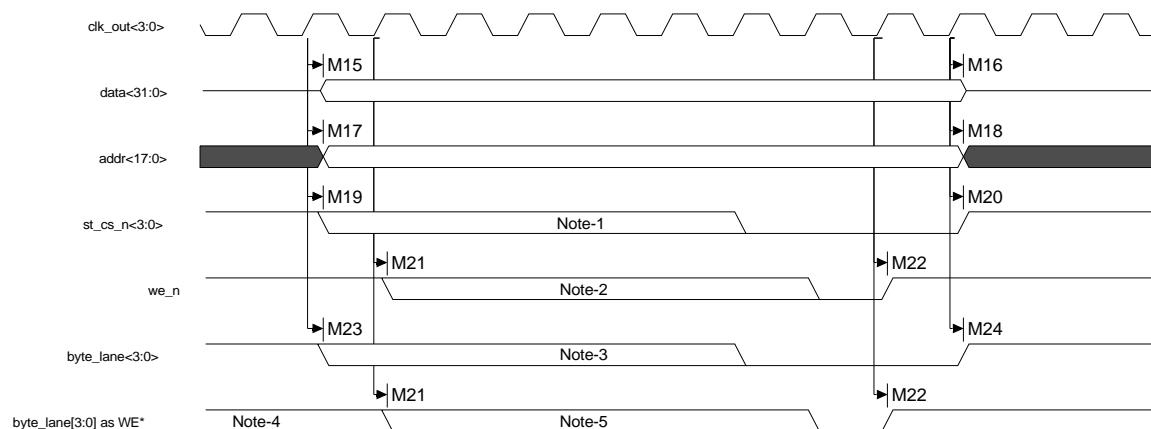 clk_out<3:0>
M15 M16
data<31:0>
M17 M18
addr<17:0>
M19 M20
st_cs_n<3:0> Note-1
M21 M22
we_n Note-2
M23 M24
byte_lane<3:0> Note-3
M21 M22
byte_lane[3:0] as WE* Note-4 Note-5